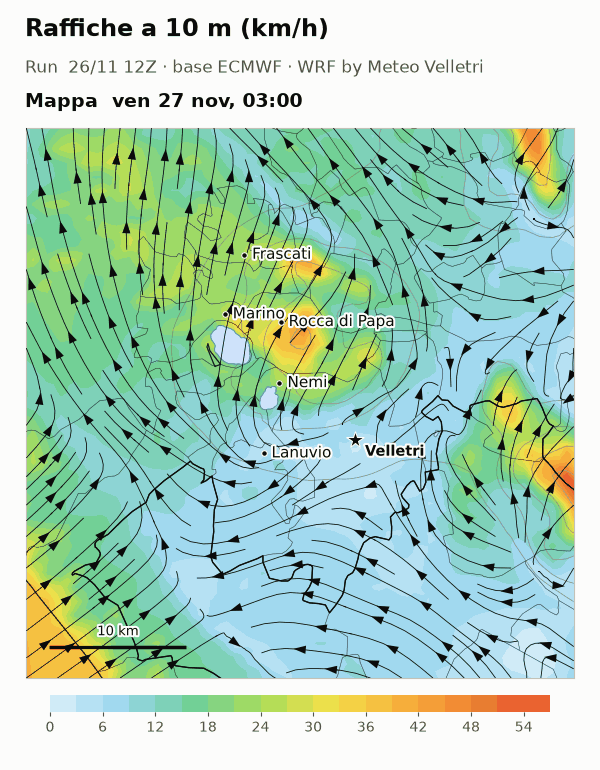 Raffiche a 10 m (km/h)
Run  26/11 12Z · base ECMWF · WRF by Meteo Velletri
Mappa  ven 27 nov, 03:00
Frascati
Marino
Rocca di Papa
Nemi
Velletri
Lanuvio
10 km
0 6 12 18 24 30 36 42 48 54